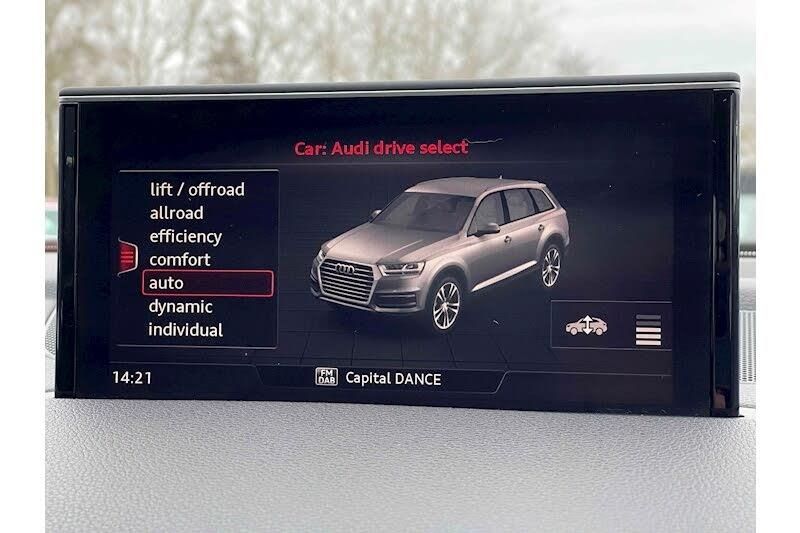 Car: Audi drive select
lift / offroad
allroad
efficiency
comfort
auto
dynamic
individual
14:21
FM
DAB
Capital DANCE